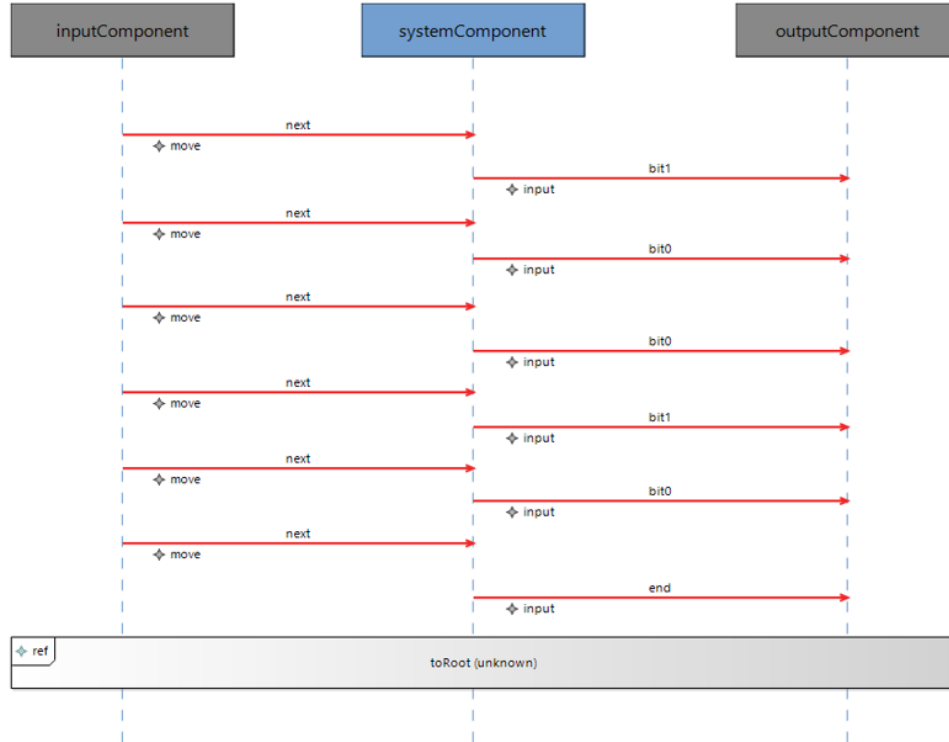 inputComponent systemComponent outputComponent
next
move
bit1
input
next
move
bit0
input
next
move
bit0
input
next
move
bit1
input
next
move
bit0
input
next
move
end
input
ref
toRoot (unknown)